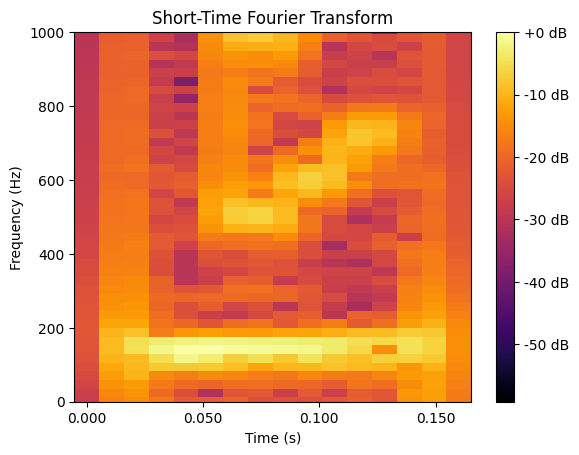 Short-Time Fourier Transform
1000
800
600
400
200
0
Frequency (Hz)
0.000
0.050
0.100
0.150
Time (s)
+0 dB
-10 dB
-20 dB
-30 dB
-40 dB
-50 dB